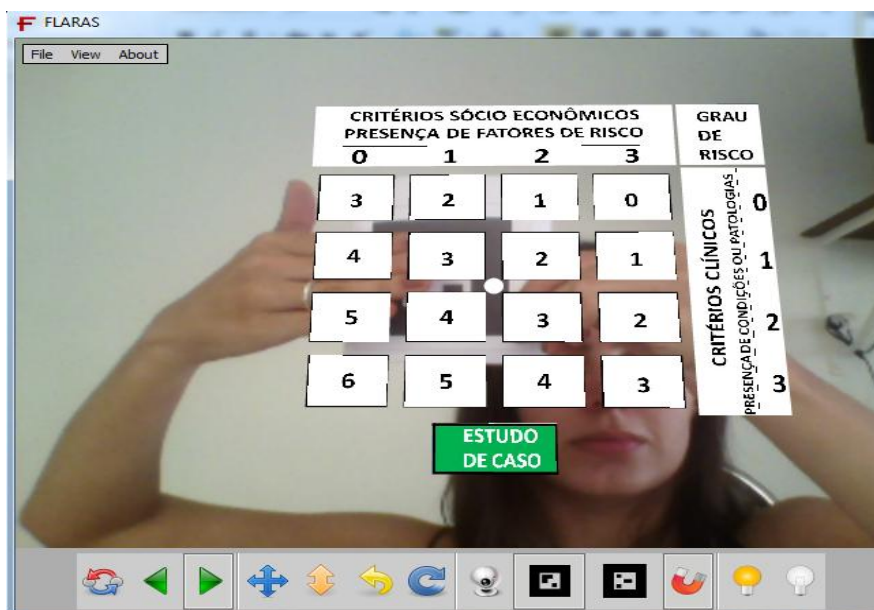 FLARAS
File View About
CRITÉRIOS SÓCIO ECONÔMICOS
PRESENÇA DE FATORES DE RISCO
0 1 2 3
GRAU
DE
RISCO
3 2 1 0
4 3 2 1
5 4 3 2
6 5 4 3
CRITÉRIOS CLÍNICOS
PRESENÇA DE CONDIÇÕES OU PATOLOGIAS
0
1
2
3
ESTUDO
DE CASO